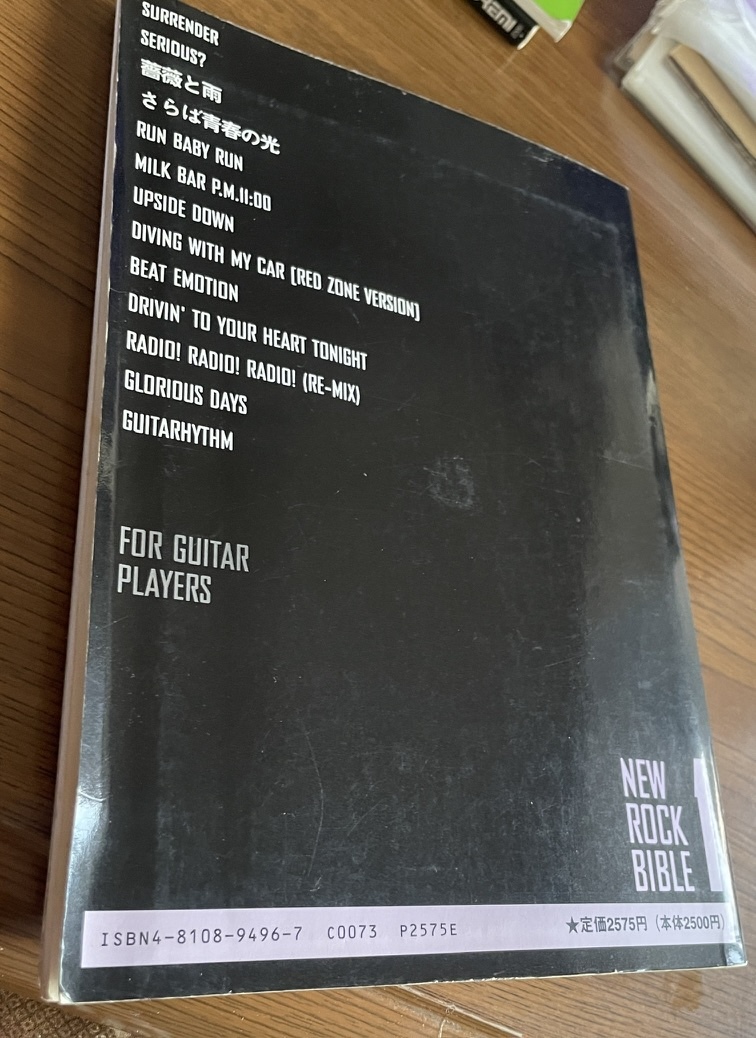 SURRENDER
SERIOUS?
薔薇と雨
さらば青春の光
RUN BABY RUN
MILK BAR P.M.11:00
UPSIDE DOWN
DIVING WITH MY CAR (RED ZONE VERSION)
BEAT EMOTION
DRIVIN' TO YOUR HEART TONIGHT
RADIO! RADIO! RADIO! (RE-MIX)
GLORIOUS DAYS
GUITARHYTHM
FOR GUITAR
PLAYERS
NEW
ROCK
BIBLE
1
ISBN4-8108-9496-7 C0073 P2575E
★定価2575円(本体2500円)